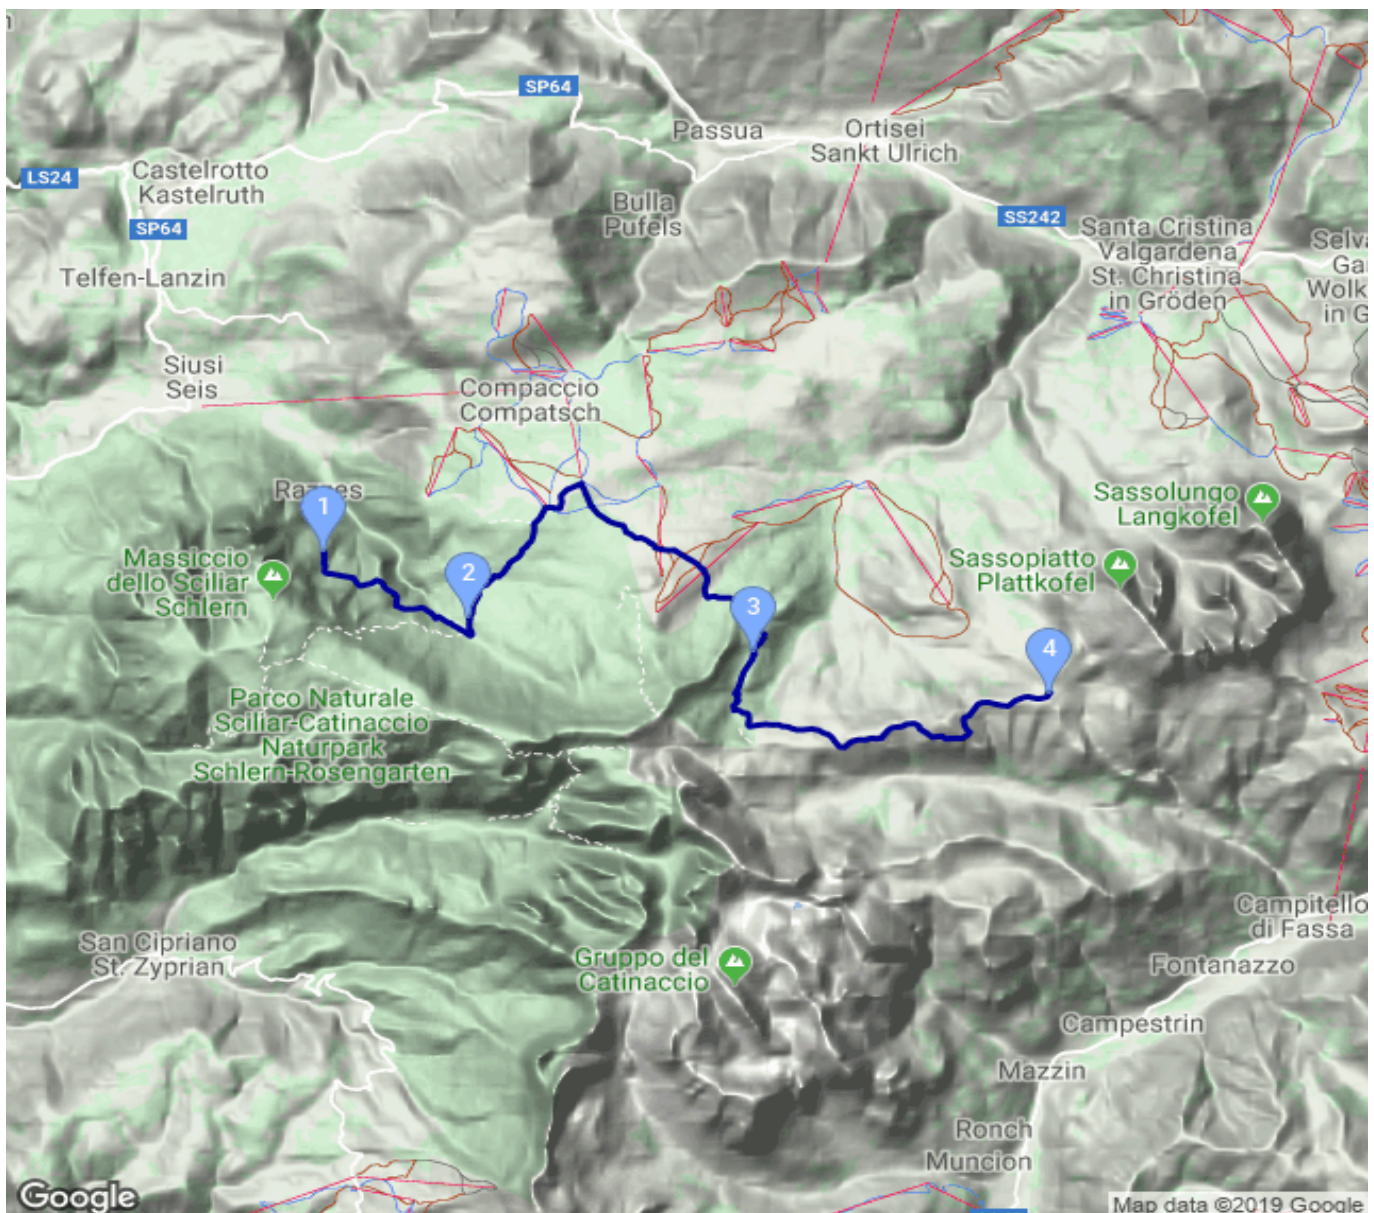 SP64
Passua
Ortisei
Sankt Ulrich
LS24
Castelrotto
Kastelruth
Bulla
Pufels
SS242
SP64
Santa Cristina
Valgardena
St. Christina
in Gröden
Telfen-Lanzin
Siusi
Seis
Compaccio
Compatsch
1
Sassolungo
Langkofel
Massiccio
dello Sciliar
Schlern
2
Sassopiatto
Plattkofel
3
4
Parco Naturale
Sciliar-Catinaccio
Naturpark
Schlern-Rosengarten
Campitello
di Fassa
San Cipriano
St. Zyprian
Gruppo del
Catinaccio
Fontanazzo
Campestrin
Mazzin
Ronch
Muncion
Google
Map data ©2019 Google